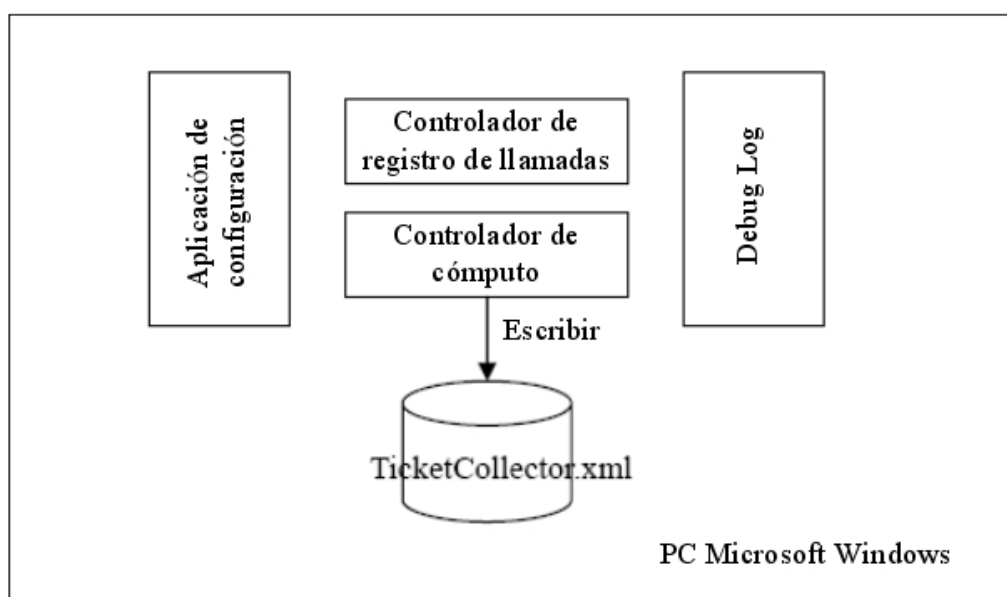 Aplicación de
configuración
Controlador de
registro de llamadas
Controlador de
cómputo
Debug Log
Escribir
TicketCollector.xml
PC Microsoft Windows